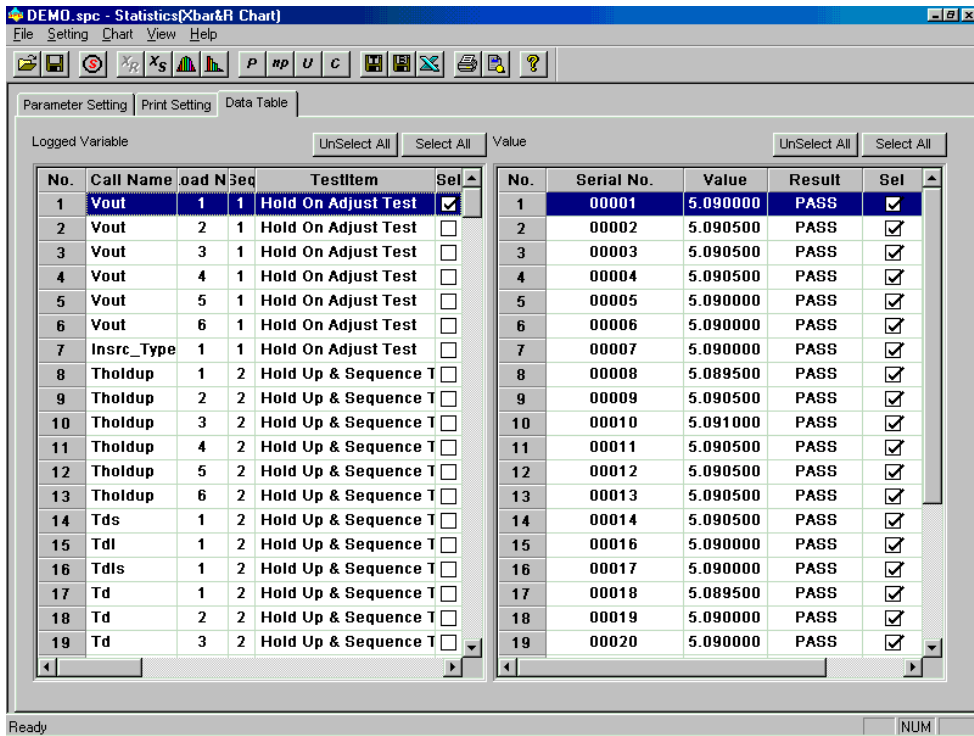 DEMO.spc - Statistics(Xbar&R Chart)
File Setting Chart View Help
S XR XS P np U C ?
Parameter Setting Print Setting Data Table
Logged Variable UnSelect All Select All Value UnSelect All Select All
No. Call Name oad N Seq TestItem Sel No. Serial No. Value Result Sel
1 Vout 1 1 Hold On Adjust Test 1 00001 5.090000 PASS
2 Vout 2 1 Hold On Adjust Test 2 00002 5.090500 PASS
3 Vout 3 1 Hold On Adjust Test 3 00003 5.090500 PASS
4 Vout 4 1 Hold On Adjust Test 4 00004 5.090500 PASS
5 Vout 5 1 Hold On Adjust Test 5 00005 5.090000 PASS
6 Vout 6 1 Hold On Adjust Test 6 00006 5.090000 PASS
7 Insrc_Type 1 1 Hold On Adjust Test 7 00007 5.090000 PASS
8 Tholdup 1 2 Hold Up & Sequence T 8 00008 5.089500 PASS
9 Tholdup 2 2 Hold Up & Sequence T 9 00009 5.090500 PASS
10 Tholdup 3 2 Hold Up & Sequence T 10 00010 5.091000 PASS
11 Tholdup 4 2 Hold Up & Sequence T 11 00011 5.090500 PASS
12 Tholdup 5 2 Hold Up & Sequence T 12 00012 5.090500 PASS
13 Tholdup 6 2 Hold Up & Sequence T 13 00013 5.090500 PASS
14 Tds 1 2 Hold Up & Sequence T 14 00014 5.090500 PASS
15 Tdl 1 2 Hold Up & Sequence T 15 00016 5.090000 PASS
16 Tdls 1 2 Hold Up & Sequence T 16 00017 5.090000 PASS
17 Td 1 2 Hold Up & Sequence T 17 00018 5.089500 PASS
18 Td 2 2 Hold Up & Sequence T 18 00019 5.090000 PASS
19 Td 3 2 Hold Up & Sequence T 19 00020 5.090000 PASS
Ready NUM